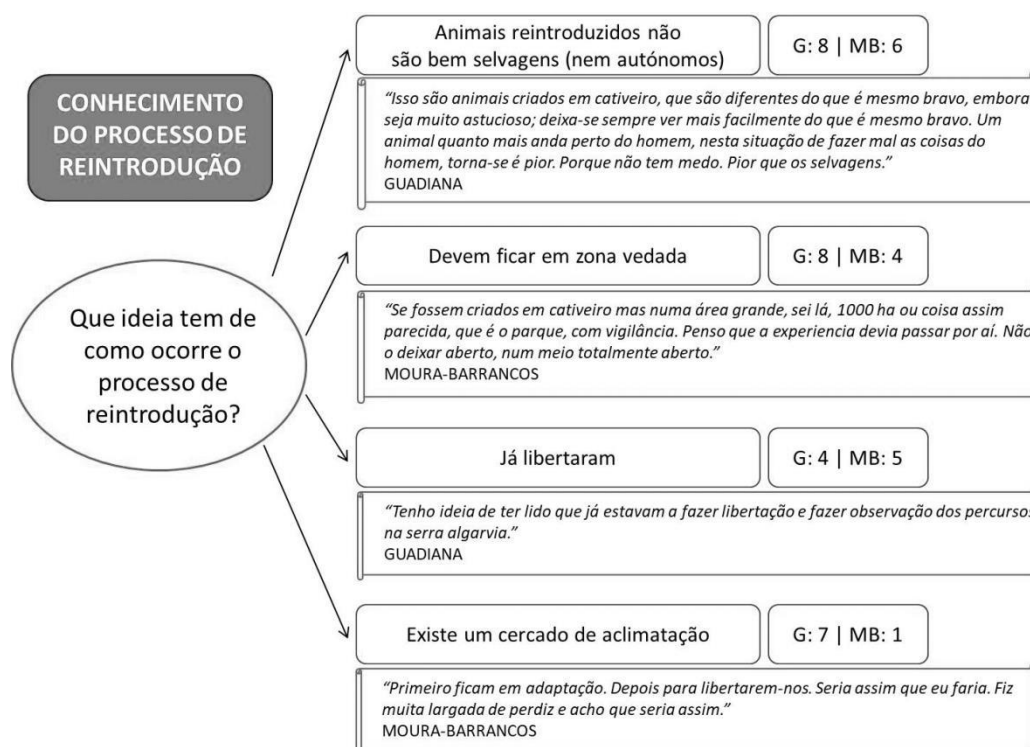 CONHECIMENTO
DO PROCESSO DE
REINTRODUÇÃO
Que ideia tem de
como ocorre o
processo de
reintrodução?
Animais reintroduzidos não
são bem selvagens (nem autónomos)
G: 8 | MB: 6
“Isso são animais criados em cativeiro, que são diferentes do que é mesmo bravo, embora
seja muito astucioso; deixa-se sempre ver mais facilmente do que é mesmo bravo. Um
animal quanto mais anda perto do homem, nesta situação de fazer mal as coisas do
homem, torna-se é pior. Porque não tem medo. Pior que os selvagens.”
GUADIANA
Devem ficar em zona vedada
G: 8 | MB: 4
“Se fossem criados em cativeiro mas numa área grande, sei lá, 1000 ha ou coisa assim
parecida, que é o parque, com vigilância. Penso que a experiencia devia passar por aí. Não
o deixar aberto, num meio totalmente aberto.”
MOURA-BARRANCOS
Já libertaram
G: 4 | MB: 5
“Tenho ideia de ter lido que já estavam a fazer libertação e fazer observação dos percursos
na serra algarvia.”
GUADIANA
Existe um cercado de aclimatação
G: 7 | MB: 1
“Primeiro ficam em adaptação. Depois para libertarem-nos. Seria assim que eu faria. Fiz
muita largada de perdiz e acho que seria assim.”
MOURA-BARRANCOS